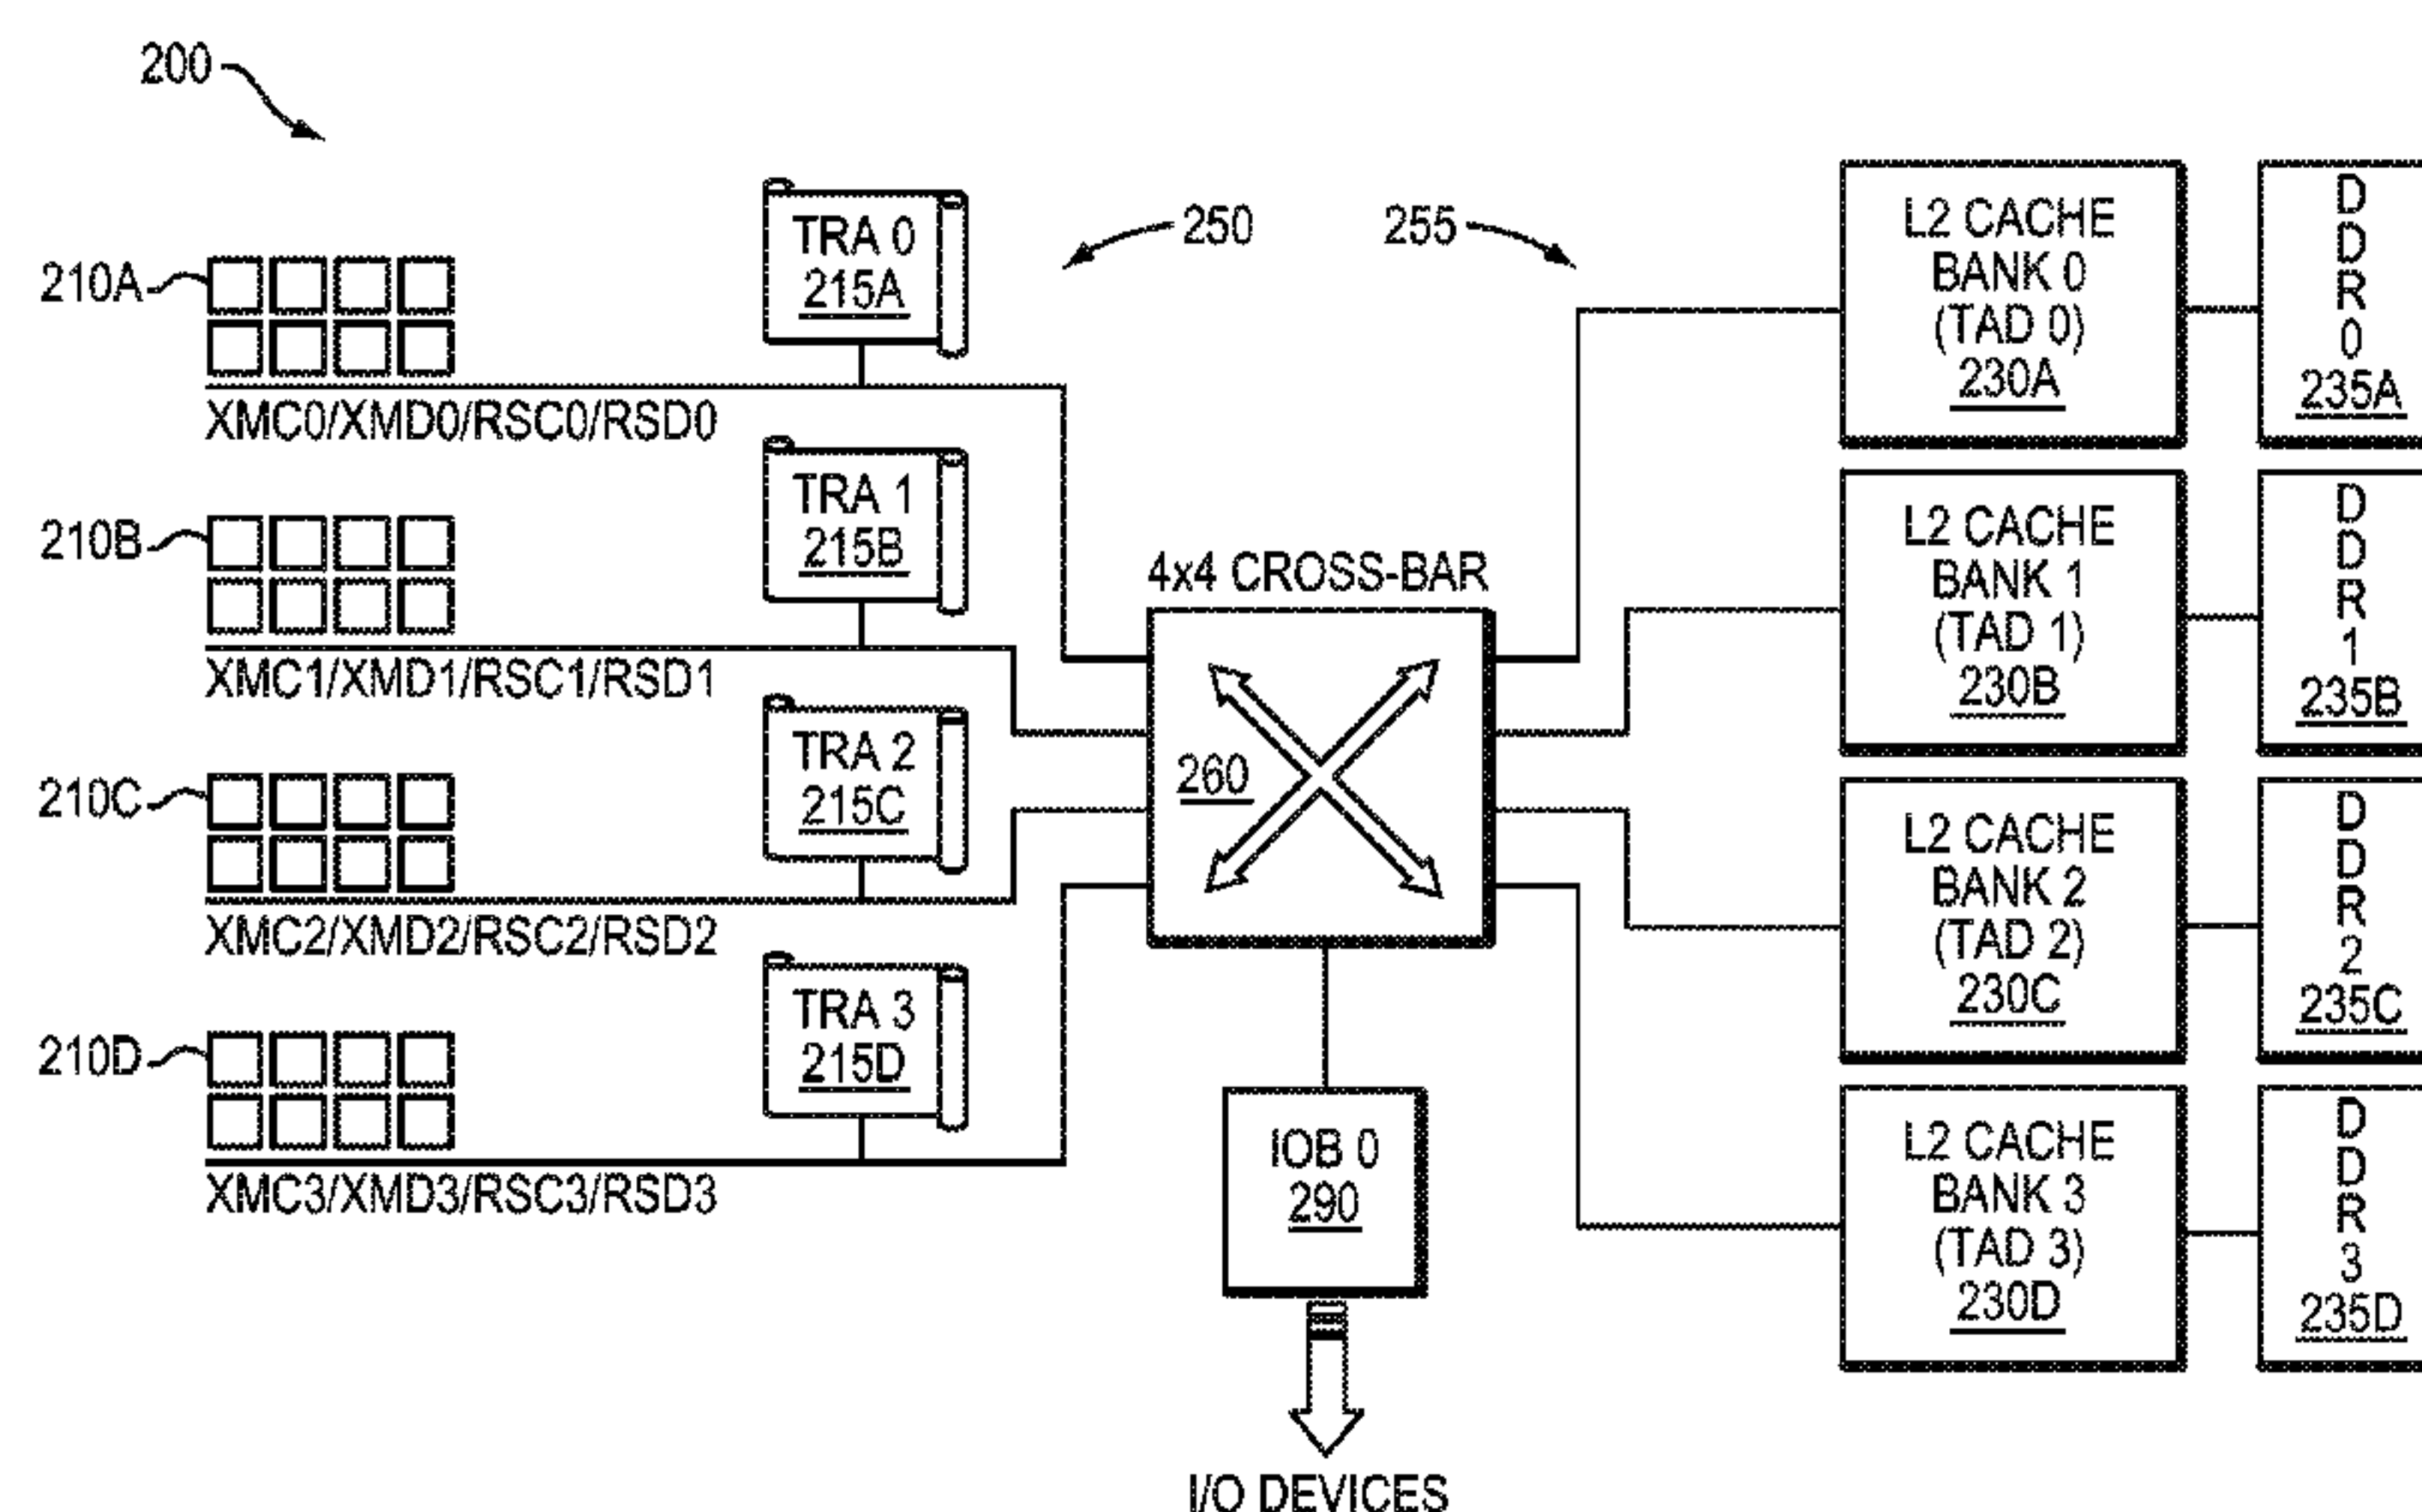 200
TRA 0
215A
250
255
L2 CACHE
BANK 0
(TAD 0)
230A
D
D
R
0
235A
210A
XMC0/XMD0/RSC0/RSD0
TRA 1
215B
L2 CACHE
BANK 1
(TAD 1)
230B
D
D
R
1
235B
210B
XMC1/XMD1/RSC1/RSD1
4x4 CROSS-BAR
260
TRA 2
215C
L2 CACHE
BANK 2
(TAD 2)
230C
D
D
R
2
235C
210C
XMC2/XMD2/RSC2/RSD2
TRA 3
215D
L2 CACHE
BANK 3
(TAD 3)
230D
D
D
R
3
235D
210D
XMC3/XMD3/RSC3/RSD3
IOB 0
290
I/O DEVICES